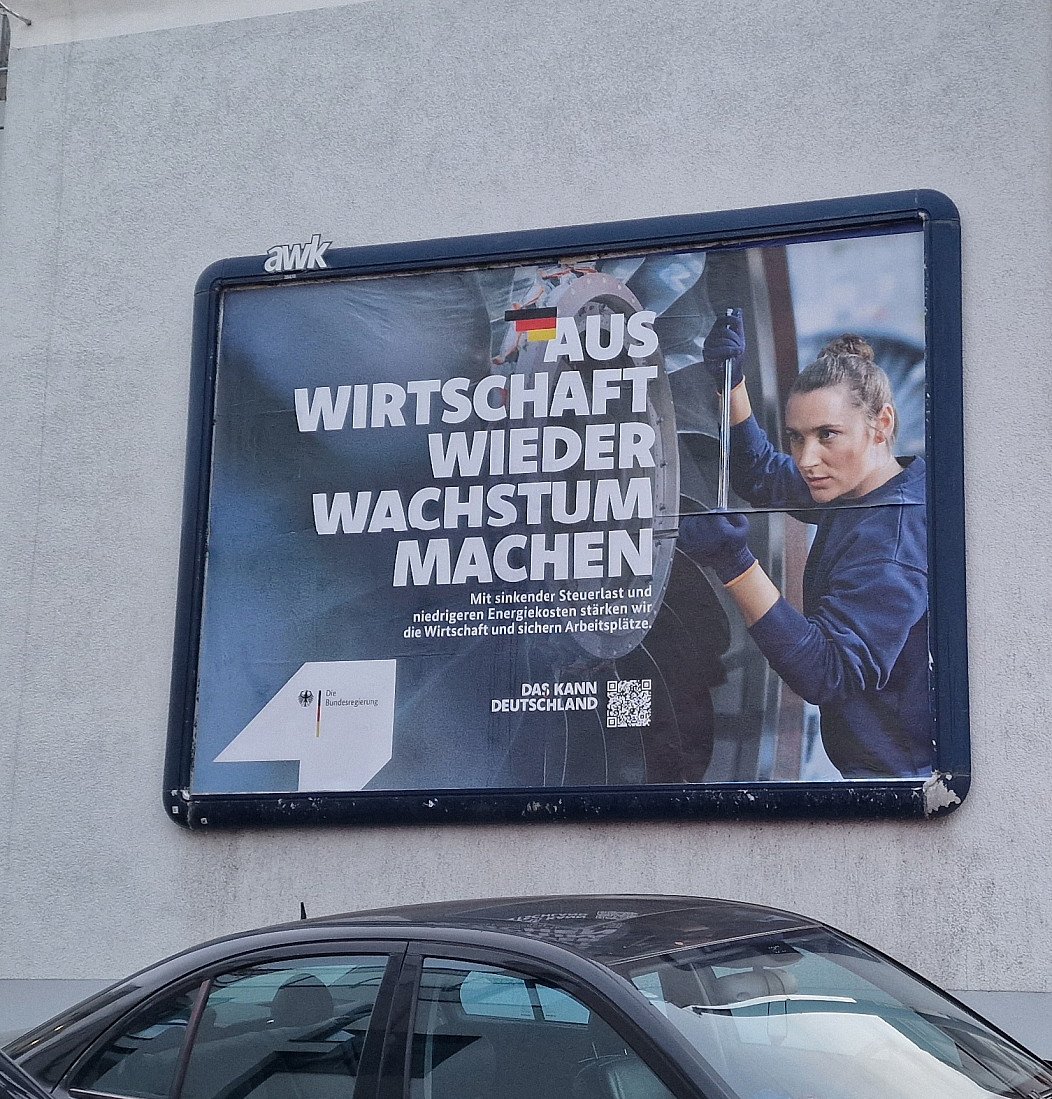 awk
AUS
WIRTSCHAFT
WIEDER
WACHSTUM
MACHEN
Mit sinkender Steuerlast und
niedrigeren Energiekosten stärken wir
die Wirtschaft und sichern Arbeitsplätze.
DAS KANN
DEUTSCHLAND
Die
Bundesregierung